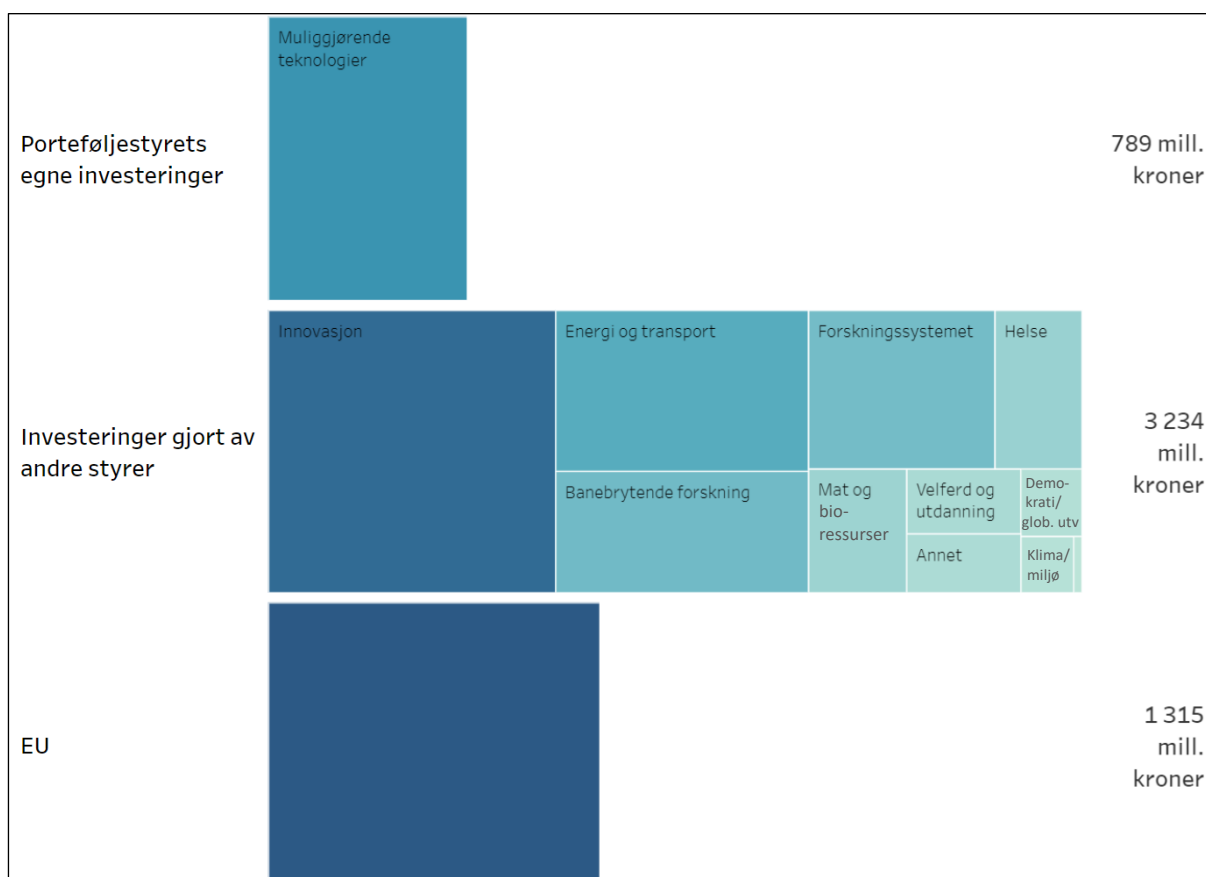 Muliggjørende
teknologier
Porteføljestyrets
egne investeringer
789 mill.
kroner
Innovasjon
Energi og transport
Forskningssystemet
Helse
Investeringer gjort av
andre styrer
3 234
mill.
kroner
Banebrytende forskning
Mat og
bio-
ressurser
Velferd og
utdanning
Demo-
krati/
glob. utv
Annet
Klima/
miljø
EU
1 315
mill.
kroner